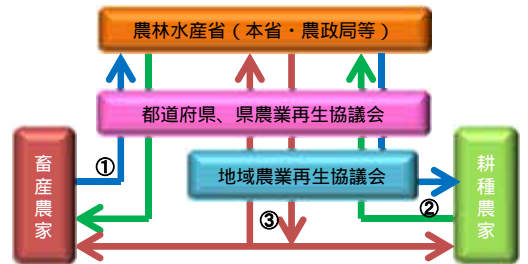 農林水産省（本省・農政局等）
都道府県、県農業再生協議会
畜産農家
①
地域農業再生協議会
耕種農家
②
③